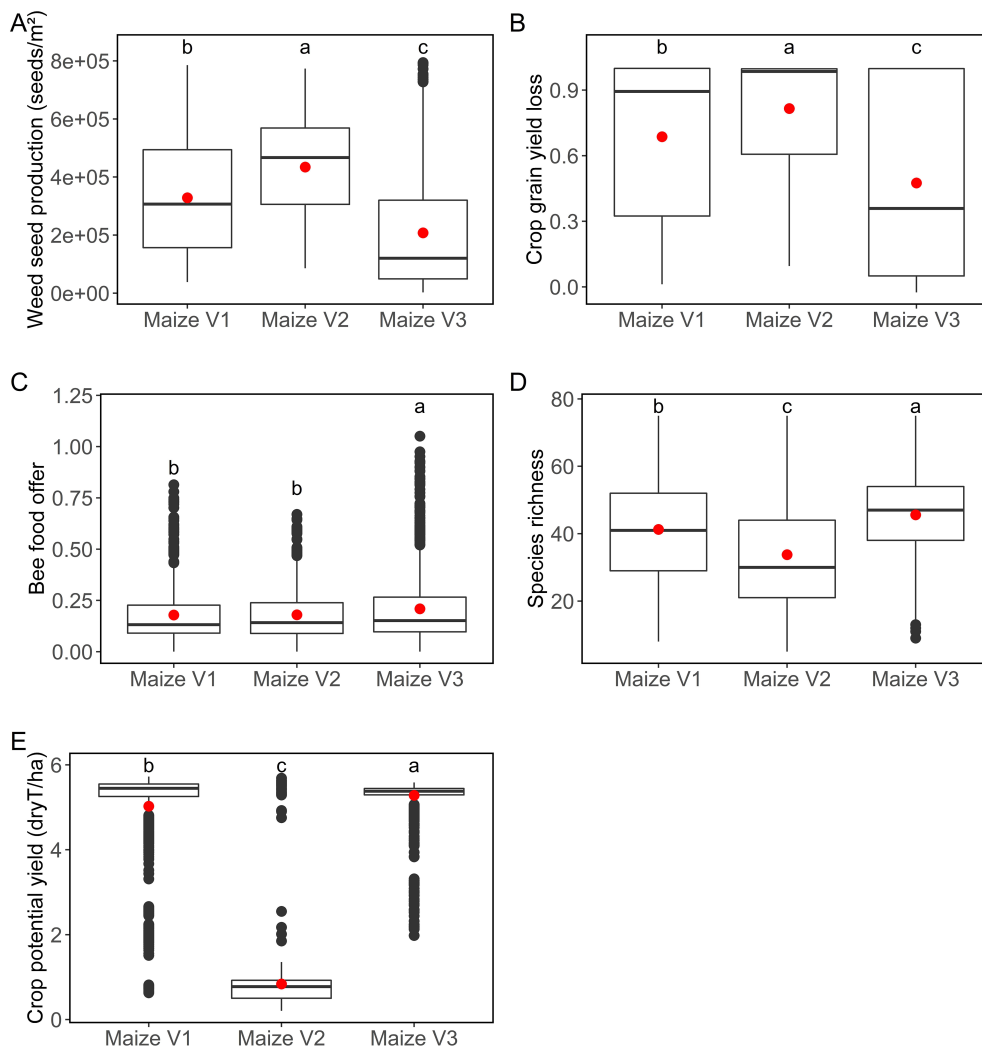 A
B
Weed seed production (seeds/m²)
8e+05
6e+05
4e+05
2e+05
0e+00
b
a
c
Maize V1
Maize V2
Maize V3
Crop grain yield loss
0.9
0.6
0.3
0.0
b
a
c
Maize V1
Maize V2
Maize V3
C
D
Bee food offer
1.25
1.00
0.75
0.50
0.25
0.00
b
b
a
Maize V1
Maize V2
Maize V3
Species richness
80
60
40
20
b
c
a
Maize V1
Maize V2
Maize V3
E
Crop potential yield (dryT/ha)
6
4
2
0
b
c
a
Maize V1
Maize V2
Maize V3